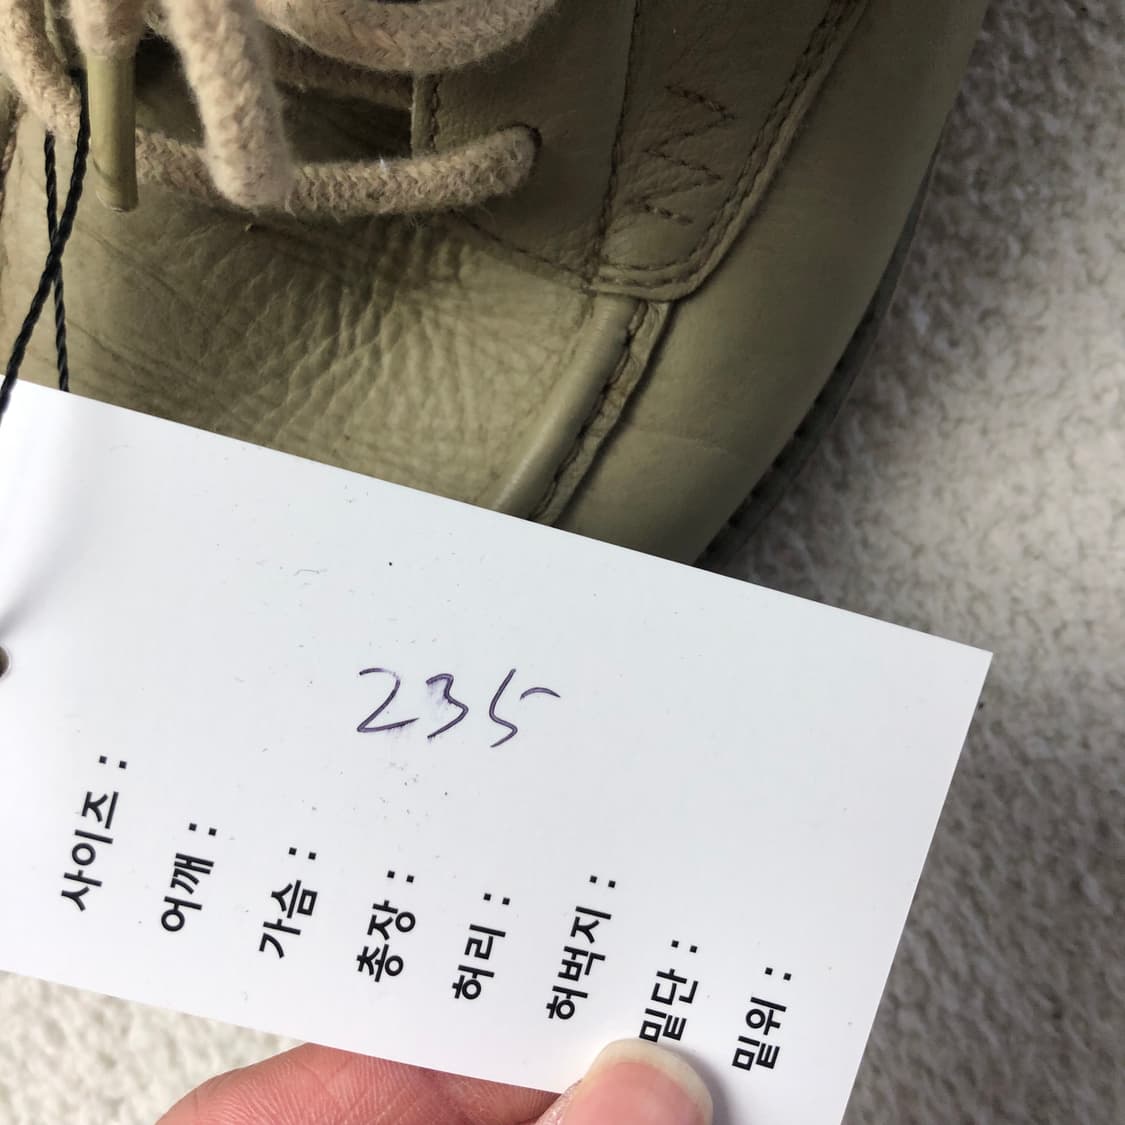 235
사이즈 :
어깨 :
가슴 :
총장 :
허리 :
허벅지 :
밑단 :
밑위 :